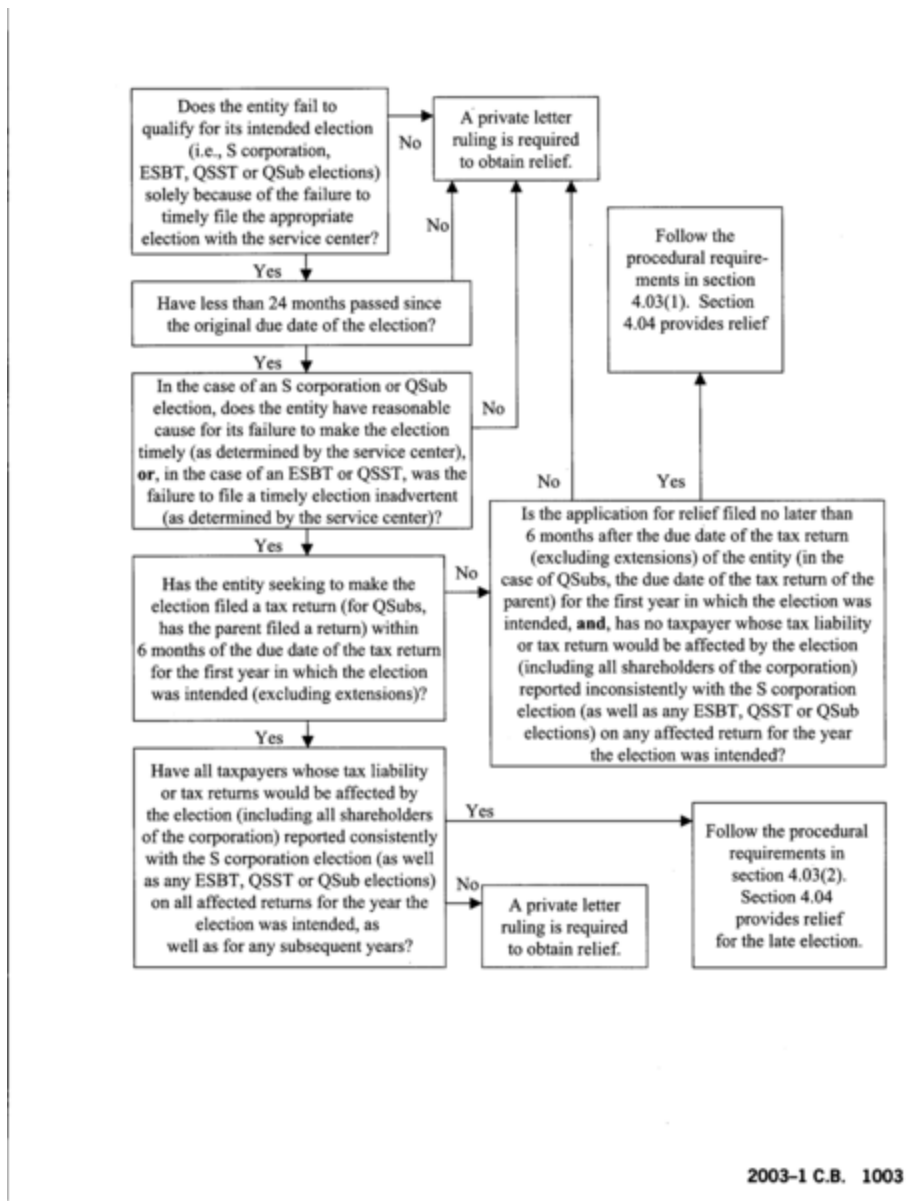 Does the entity fail to
qualify for its intended election
(i.e., S corporation,
ESBT, QSST or QSub elections)
solely because of the failure to
timely file the appropriate
election with the service center?
No
A private letter
ruling is required
to obtain relief.
Yes
No
Have less than 24 months passed since
the original due date of the election?
Follow the
procedural require-
ments in section
4.03(1). Section
4.04 provides relief
Yes
In the case of an S corporation or QSub
election, does the entity have reasonable
cause for its failure to make the election
timely (as determined by the service center),
or, in the case of an ESBT or QSST, was the
failure to file a timely election inadvertent
(as determined by the service center)?
No
No
Yes
Yes
Has the entity seeking to make the
election filed a tax return (for QSubs,
has the parent filed a return) within
6 months of the due date of the tax return
for the first year in which the election
was intended (excluding extensions)?
No
Is the application for relief filed no later than
6 months after the due date of the tax return
(excluding extensions) of the entity (in the
case of QSubs, the due date of the tax return of the
parent) for the first year in which the election was
intended, and, has no taxpayer whose tax liability
or tax return would be affected by the election
(including all shareholders of the corporation)
reported inconsistently with the S corporation
election (as well as any ESBT, QSST or QSub
elections) on any affected return for the year
the election was intended?
Yes
Have all taxpayers whose tax liability
or tax returns would be affected by
the election (including all shareholders
of the corporation) reported consistently
with the S corporation election (as well
as any ESBT, QSST or QSub elections)
on all affected returns for the year the
election was intended, as
well as for any subsequent years?
Yes
Follow the procedural
requirements in
section 4.03(2).
Section 4.04
provides relief
for the late election.
No
A private letter
ruling is required
to obtain relief.
2003–1 C.B. 1003